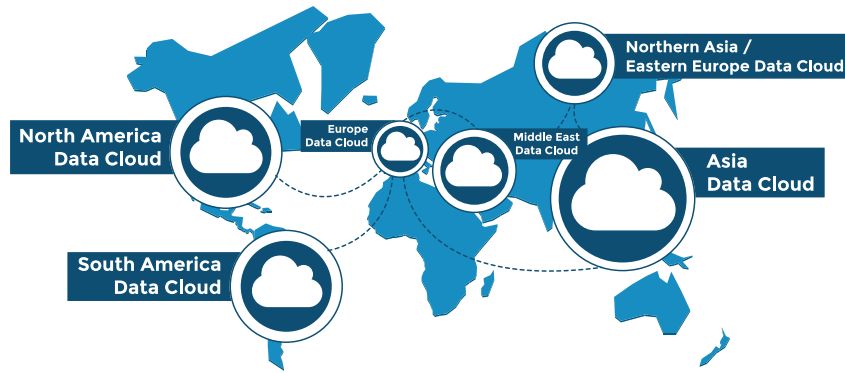 Northern Asia /
Eastern Europe Data Cloud
North America
Data Cloud
Europe
Data Cloud
Middle East
Data Cloud
Asia
Data Cloud
South America
Data Cloud